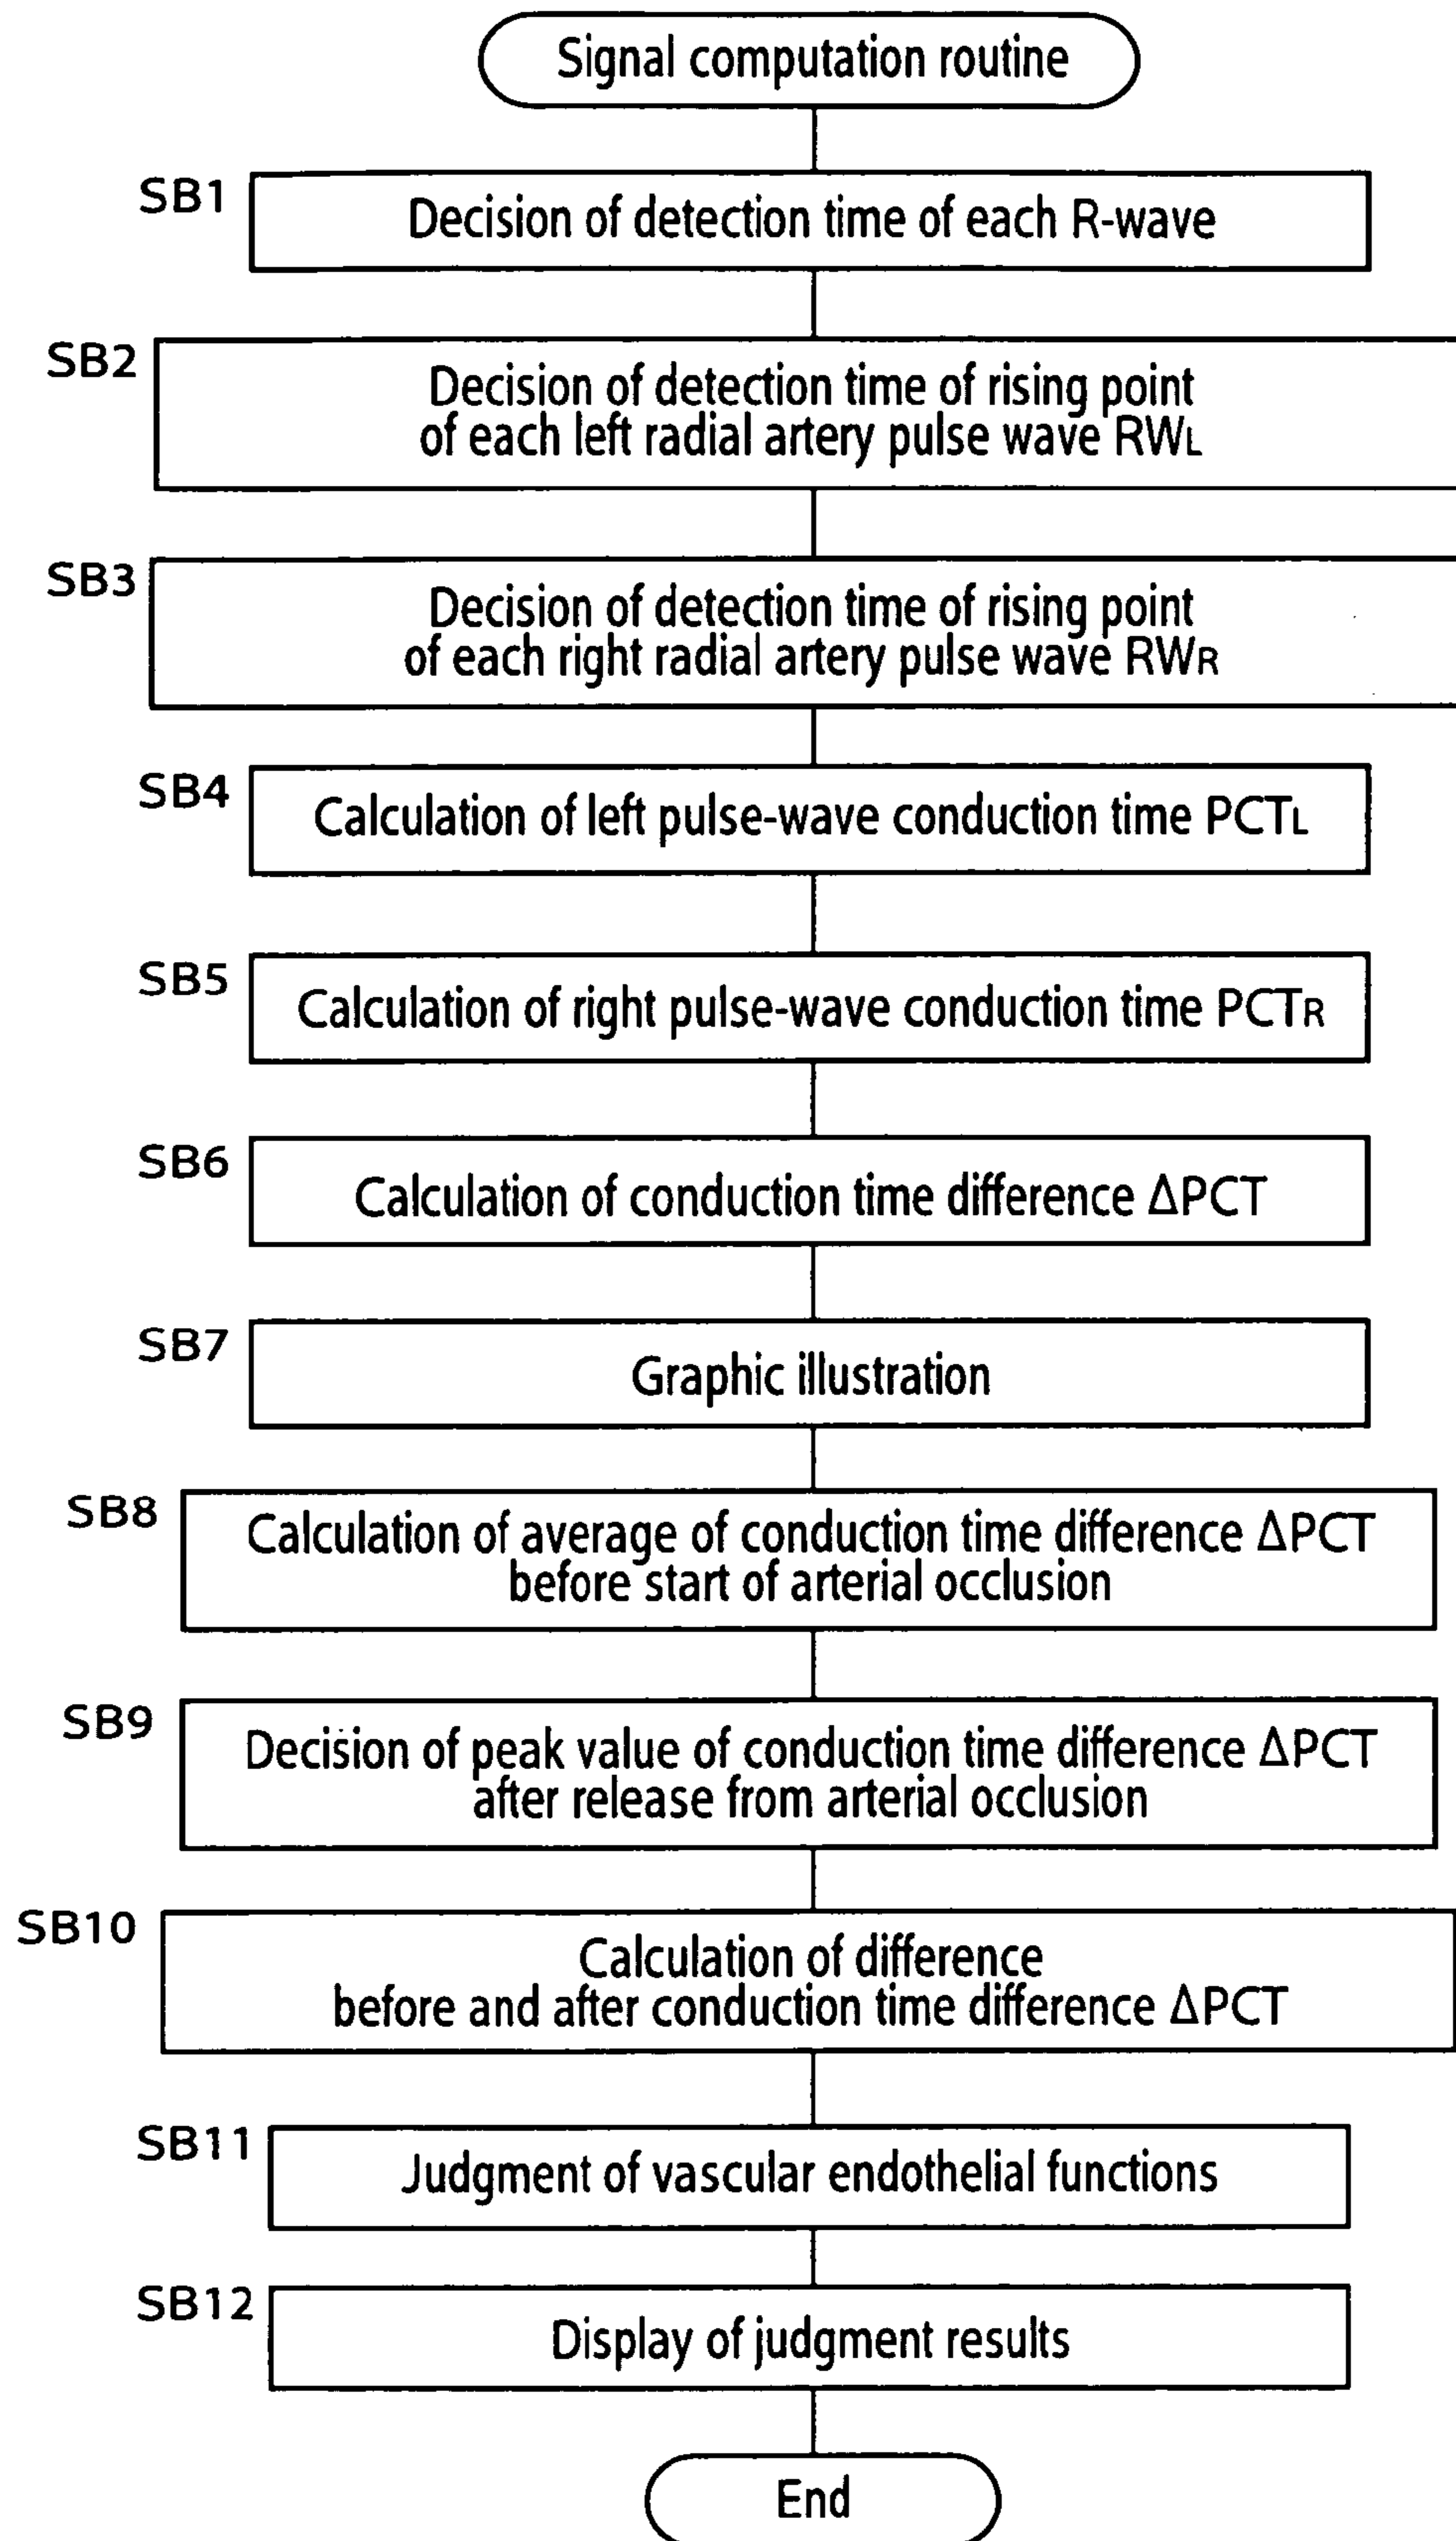 Signal computation routine
SB1
Decision of detection time of each R-wave
SB2
Decision of detection time of rising point
of each left radial artery pulse wave RWL
SB3
Decision of detection time of rising point
of each right radial artery pulse wave RWR
SB4
Calculation of left pulse-wave conduction time PCTL
SB5
Calculation of right pulse-wave conduction time PCTR
SB6
Calculation of conduction time difference ΔPCT
SB7
Graphic illustration
SB8
Calculation of average of conduction time difference ΔPCT
before start of arterial occlusion
SB9
Decision of peak value of conduction time difference ΔPCT
after release from arterial occlusion
SB10
Calculation of difference
before and after conduction time difference ΔPCT
SB11
Judgment of vascular endothelial functions
SB12
Display of judgment results
End